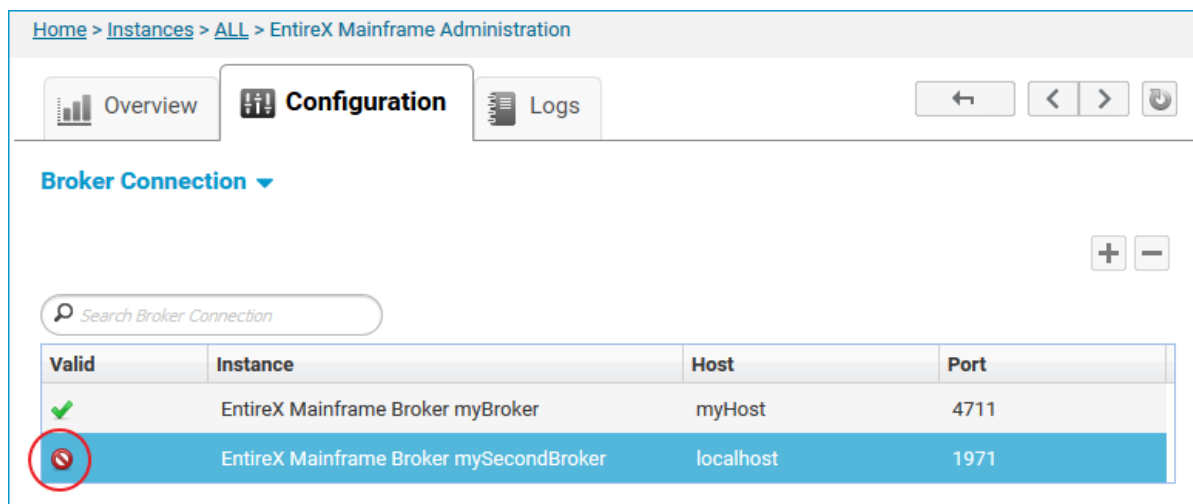 Home > Instances > ALL > EntireX Mainframe Administration
Overview Configuration Logs
Broker Connection
Search Broker Connection
Valid Instance Host Port
EntireX Mainframe Broker myBroker myHost 4711
EntireX Mainframe Broker mySecondBroker localhost 1971